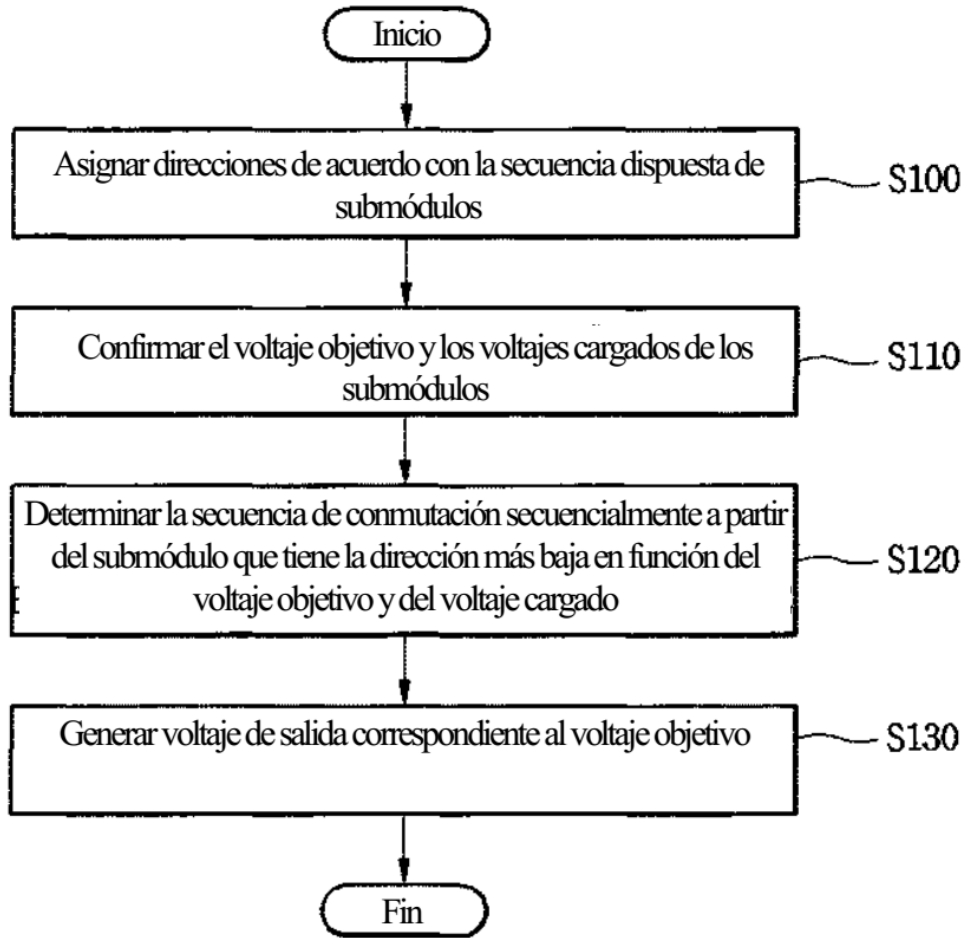 Inicio
Asignar direcciones de acuerdo con la secuencia dispuesta de
submódulos
S100
Confirmar el voltaje objetivo y los voltajes cargados de los
submódulos
S110
Determinar la secuencia de conmutación secuencialmente a partir
del submódulo que tiene la dirección más baja en función del
voltaje objetivo y del voltaje cargado
S120
Generar voltaje de salida correspondiente al voltaje objetivo
S130
Fin